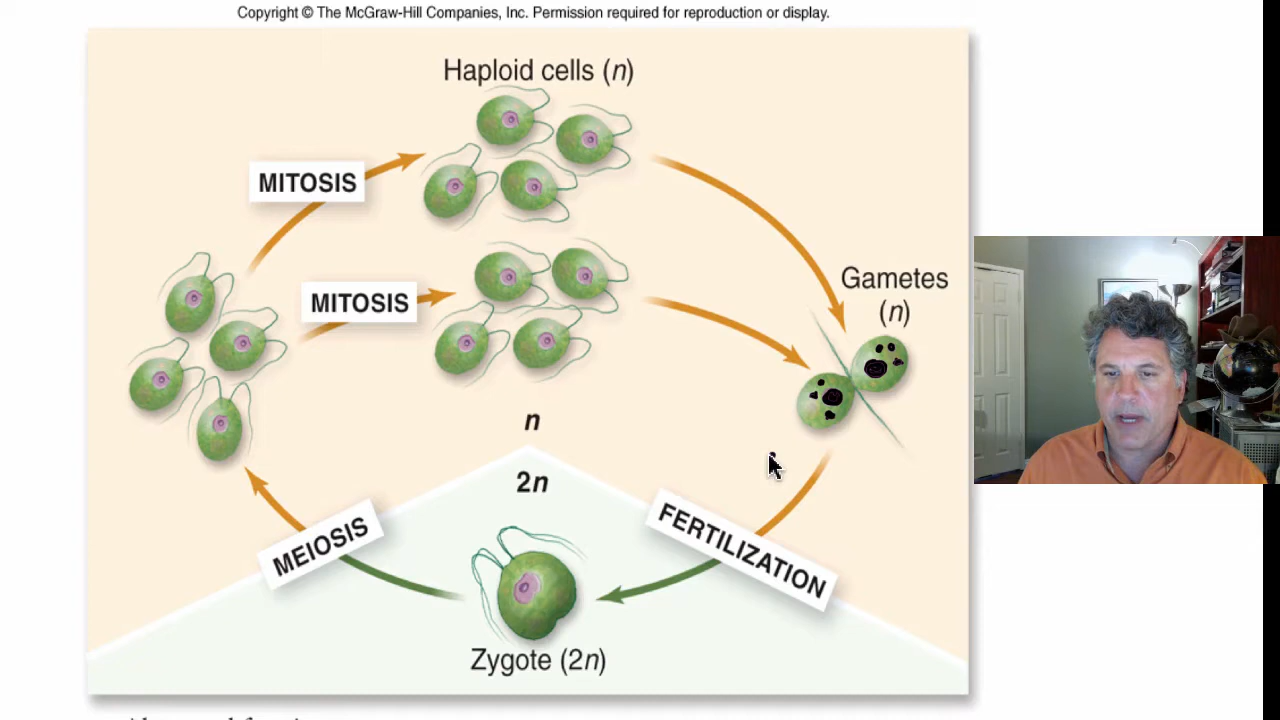 Copyright © The McGraw-Hill Companies, Inc. Permission required for reproduction or display.
Haploid cells (n)
MITOSIS
MITOSIS
Gametes
(n)
n
2n
MEIOSIS
FERTILIZATION
Zygote (2n)